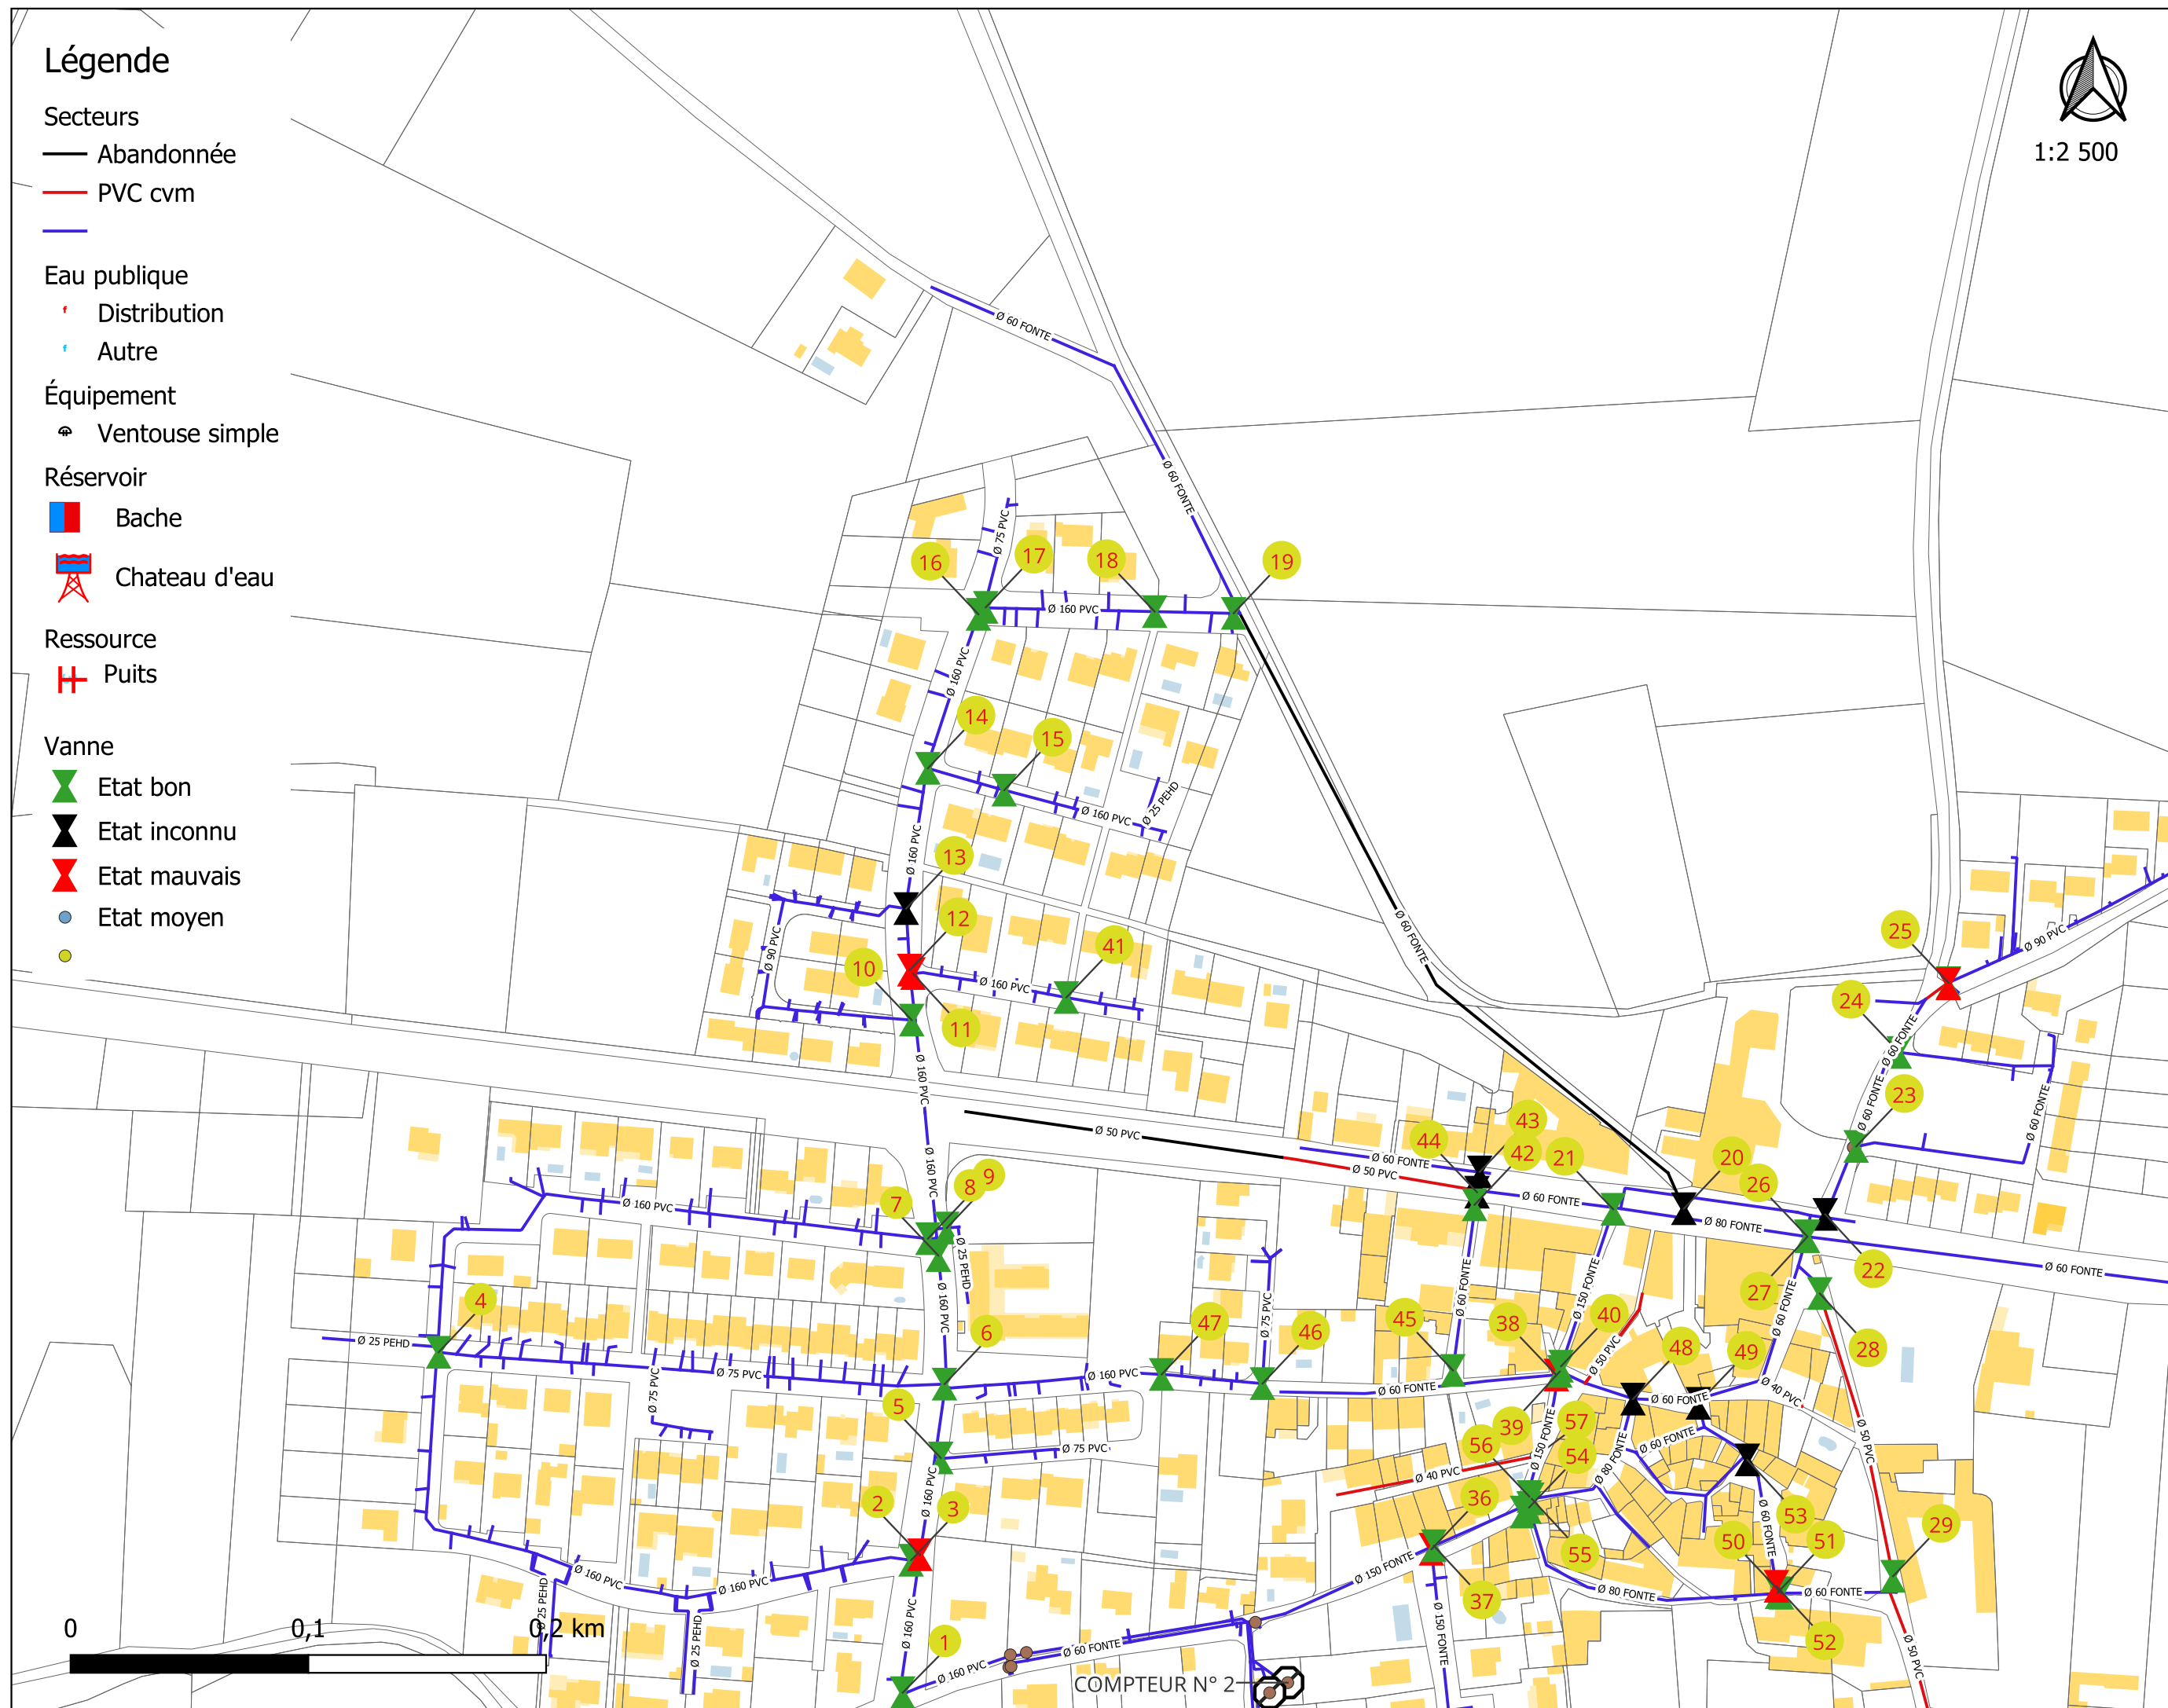 Légende
Secteurs
Abandonnée
PVC cvm
Eau publique
Distribution
Autre
Équipement
Ventouse simple
Réservoir
Bache
Chateau d'eau
Ressource
Puits
Vanne
Etat bon
Etat inconnu
Etat mauvais
Etat moyen
1:2 500
Ø 60 FONTE
Ø 60 FONTE
Ø 75 PVC
16
17
18
19
Ø 160 PVC
Ø 160 PVC
14
15
Ø 25 PEHD
Ø 160 PVC
Ø 160 PVC
13
12
41
10
11
Ø 90 PVC
Ø 160 PVC
Ø 60 FONTE
25
Ø 90 PVC
24
Ø 60 FONTE
23
Ø 60 FONTE
Ø 60 FONTE
Ø 160 PVC
Ø 50 PVC
Ø 60 FONTE
Ø 50 PVC
43
44
42
21
20
26
Ø 60 FONTE
Ø 80 FONTE
22
Ø 60 FONTE
27
28
7
8
9
Ø 160 PVC
Ø 160 PVC
Ø 25 PEHD
Ø 160 PVC
4
6
47
46
45
38
40
48
49
Ø 75 PVC
Ø 60 FONTE
Ø 150 FONTE
Ø 50 PVC
Ø 60 FONTE
Ø 25 PEHD
Ø 75 PVC
Ø 75 PVC
Ø 160 PVC
Ø 60 FONTE
Ø 60 FONTE
Ø 40 PVC
Ø 50 PVC
5
Ø 75 PVC
39
57
56
54
Ø 150 FONTE
Ø 60 FONTE
Ø 80 FONTE
Ø 40 PVC
36
2
3
Ø 160 PVC
53
50
51
29
Ø 60 FONTE
55
37
Ø 150 FONTE
Ø 80 FONTE
Ø 60 FONTE
52
Ø 160 PVC
Ø 160 PVC
Ø 25 PEHD
Ø 25 PEHD
Ø 160 PVC
1
Ø 160 PVC
Ø 60 FONTE
Ø 150 FONTE
Ø 50 PVC
COMPTEUR N° 2
0
0,1
0,2 km